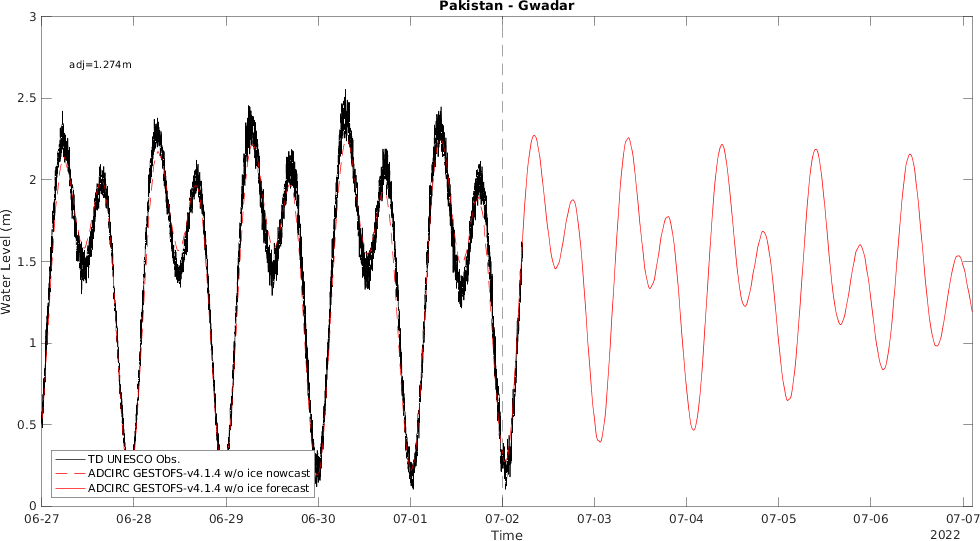 Pakistan - Gwadar
adj=1.274m
Water Level (m)
3
2.5
2
1.5
1
0.5
0
TD UNESCO Obs.
ADCIRC GESTOFS-v4.1.4 w/o ice nowcast
ADCIRC GESTOFS-v4.1.4 w/o ice forecast
06-27 06-28 06-29 06-30 07-01 07-02 07-03 07-04 07-05 07-06 07-07
Time
2022